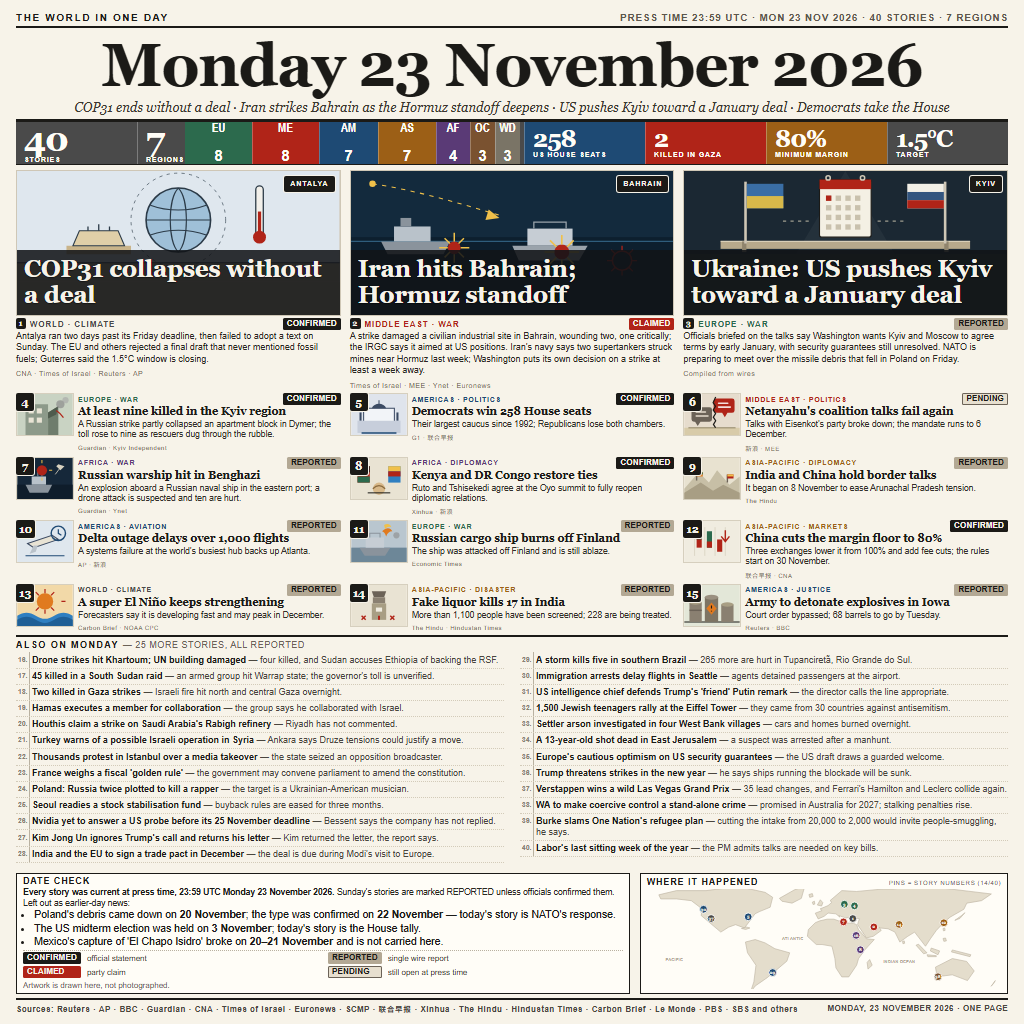 THE WORLD IN ONE DAY
PRESS TIME 23:59 UTC · MON 23 NOV 2026 · 40 STORIES · 7 REGIONS
Monday 23 November 2026
COP31 ends without a deal · Iran strikes Bahrain as the Hormuz standoff deepens · US pushes Kyiv toward a January deal · Democrats take the House
40
STORIES
7
REGIONS
EU
8
ME
8
AM
7
AS
7
AF
4
OC
3
WD
3
258
US HOUSE SEATS
2
KILLED IN GAZA
80%
MINIMUM MARGIN
1.5°C
TARGET
ANTALYA
COP31 collapses without
a deal
1 WORLD · CLIMATE
CONFIRMED
Antalya ran two days past its Friday deadline, then failed to adopt a text on
Sunday. The EU and others rejected a final draft that never mentioned fossil
fuels; Guterres said the 1.5°C window is closing.
CNA · Times of Israel · Reuters · AP
BAHRAIN
Iran hits Bahrain;
Hormuz standoff
2 MIDDLE EAST · WAR
CLAIMED
A strike damaged a civilian industrial site in Bahrain, wounding two, one critically;
the IRGC says it aimed at US positions. Iran's navy says two supertankers struck
mines near Hormuz last week; Washington puts its own decision on a strike at
least a week away.
Times of Israel · MEE · Ynet · Euronews
KYIV
Ukraine: US pushes Kyiv
toward a January deal
3 EUROPE · WAR
REPORTED
Officials briefed on the talks say Washington wants Kyiv and Moscow to agree
terms by early January, with security guarantees still unresolved. NATO is
preparing to meet over the missile debris that fell in Poland on Friday.
Compiled from wires
4
EUROPE · WAR
CONFIRMED
At least nine killed in the Kyiv region
A Russian strike partly collapsed an apartment block in Dymer; the
toll rose to nine as rescuers dug through the rubble.
Guardian · Kyiv Independent
5
AMERICAS · POLITICS
CONFIRMED
Democrats win 258 House seats
Their largest caucus since 1992; Republicans lose both chambers.
G1 · 联合早报
6
MIDDLE EAST · POLITICS
PENDING
Netanyahu's coalition talks fail again
Talks with Eisenkot's party broke down; the mandate runs to 6
December.
新浪 · MEE
7
AFRICA · WAR
REPORTED
Russian warship hit in Benghazi
An explosion aboard a Russian naval ship in the eastern port; a
drone attack is suspected and ten are hurt.
Guardian · Ynet
8
AFRICA · DIPLOMACY
CONFIRMED
Kenya and DR Congo restore ties
Ruto and Tshisekedi agree at the Oyo summit to fully reopen
diplomatic relations.
Xinhua · 新浪
9
ASIA-PACIFIC · DIPLOMACY
REPORTED
India and China hold border talks
It began on 8 November to ease Arunachal Pradesh tension.
The Hindu
10
AMERICAS · AVIATION
REPORTED
Delta outage delays over 1,000 flights
A systems failure at the world's busiest hub backs up Atlanta.
AP · 新浪
11
EUROPE · WAR
REPORTED
Russian cargo ship burns off Finland
The ship was attacked off Finland and is still ablaze.
Economic Times
12
ASIA-PACIFIC · MARKETS
CONFIRMED
China cuts the margin floor to 80%
Three exchanges lower it from 100% and add fee cuts; the rules
start on 30 November.
联合早报 · CNA
13
WORLD · CLIMATE
REPORTED
A super El Niño keeps strengthening
Forecasters say it is developing fast and may peak in December.
Carbon Brief · NOAA CPC
14
ASIA-PACIFIC · DISASTER
REPORTED
Fake liquor kills 17 in India
More than 1,100 people have been screened; 228 are being treated.
The Hindu · Hindustan Times
15
AMERICAS · JUSTICE
REPORTED
Army to detonate explosives in Iowa
Court order bypassed; 68 barrels to go by Tuesday.
Reuters · BBC
ALSO ON MONDAY — 25 MORE STORIES, ALL REPORTED
16. Drone strikes hit Khartoum; UN building damaged — four killed, and Sudan accuses Ethiopia of backing the RSF.
17. 45 killed in a South Sudan raid — an armed group hit Warrap state; the governor's toll is unverified.
18. Two killed in Gaza strikes — Israeli fire hit north and central Gaza overnight.
19. Hamas executes a member for collaboration — the group says he collaborated with Israel.
20. Houthis claim a strike on Saudi Arabia's Rabigh refinery — Riyadh has not commented.
21. Turkey warns of a possible Israeli operation in Syria — Ankara says Druze tensions could justify a move.
22. Thousands protest in Istanbul over a media takeover — the state seized an opposition broadcaster.
23. France weighs a fiscal 'golden rule' — the government may convene parliament to amend the constitution.
24. Poland: Russia twice plotted to kill a rapper — the target is a Ukrainian-American musician.
25. Seoul readies a stock stabilisation fund — buyback rules are eased for three months.
26. Nvidia yet to answer a US probe before its 25 November deadline — Bessent says the company has not replied.
27. Kim Jong Un ignores Trump's call and returns his letter — Kim returned the letter, the report says.
28. India and the EU to sign a trade pact in December — the deal is due during Modi's visit to Europe.
29. A storm kills five in southern Brazil — 265 more are hurt in Tupanciretã, Rio Grande do Sul.
30. Immigration arrests delay flights in Seattle — agents detained passengers at the airport.
31. US intelligence chief defends Trump's 'friend' Putin remark — the director calls the line appropriate.
32. 1,500 Jewish teenagers rally at the Eiffel Tower — they came from 30 countries against antisemitism.
33. Settler arson investigated in four West Bank villages — cars and homes burned overnight.
34. A 13-year-old shot dead in East Jerusalem — a suspect was arrested after a manhunt.
35. Europe's cautious optimism on US security guarantees — the US draft draws a guarded welcome.
36. Trump threatens strikes in the new year — he says ships running the blockade will be sunk.
37. Verstappen wins a wild Las Vegas Grand Prix — 35 lead changes, and Ferrari's Hamilton and Leclerc collide again.
38. WA to make coercive control a stand-alone crime — promised in Australia for 2027; stalking penalties rise.
39. Burke slams One Nation's refugee plan — cutting the intake from 20,000 to 2,000 would invite people-smuggling,
he says.
40. Labor's last sitting week of the year — the PM admits talks are needed on key bills.
DATE CHECK
Every story was current at press time, 23:59 UTC Monday 23 November 2026. Sunday's stories are marked REPORTED unless officials confirmed them.
Left out as earlier-day news:
• Poland's debris came down on 20 November; the type was confirmed on 22 November — today's story is NATO's response.
• The US midterm election was held on 3 November; today's story is the House tally.
• Mexico's capture of 'El Chapo Isidro' broke on 20–21 November and is not carried here.
CONFIRMED official statement
REPORTED single wire report
CLAIMED party claim
PENDING still open at press time
Artwork is drawn here, not photographed.
WHERE IT HAPPENED
PINS = STORY NUMBERS (14/40)
ATLANTIC
PACIFIC
INDIAN OCEAN
Sources: Reuters · AP · BBC · Guardian · CNA · Times of Israel · Euronews · SCMP · 联合早报 · Xinhua · The Hindu · Hindustan Times · Carbon Brief · Le Monde · PBS · SBS and others
MONDAY, 23 NOVEMBER 2026 · ONE PAGE